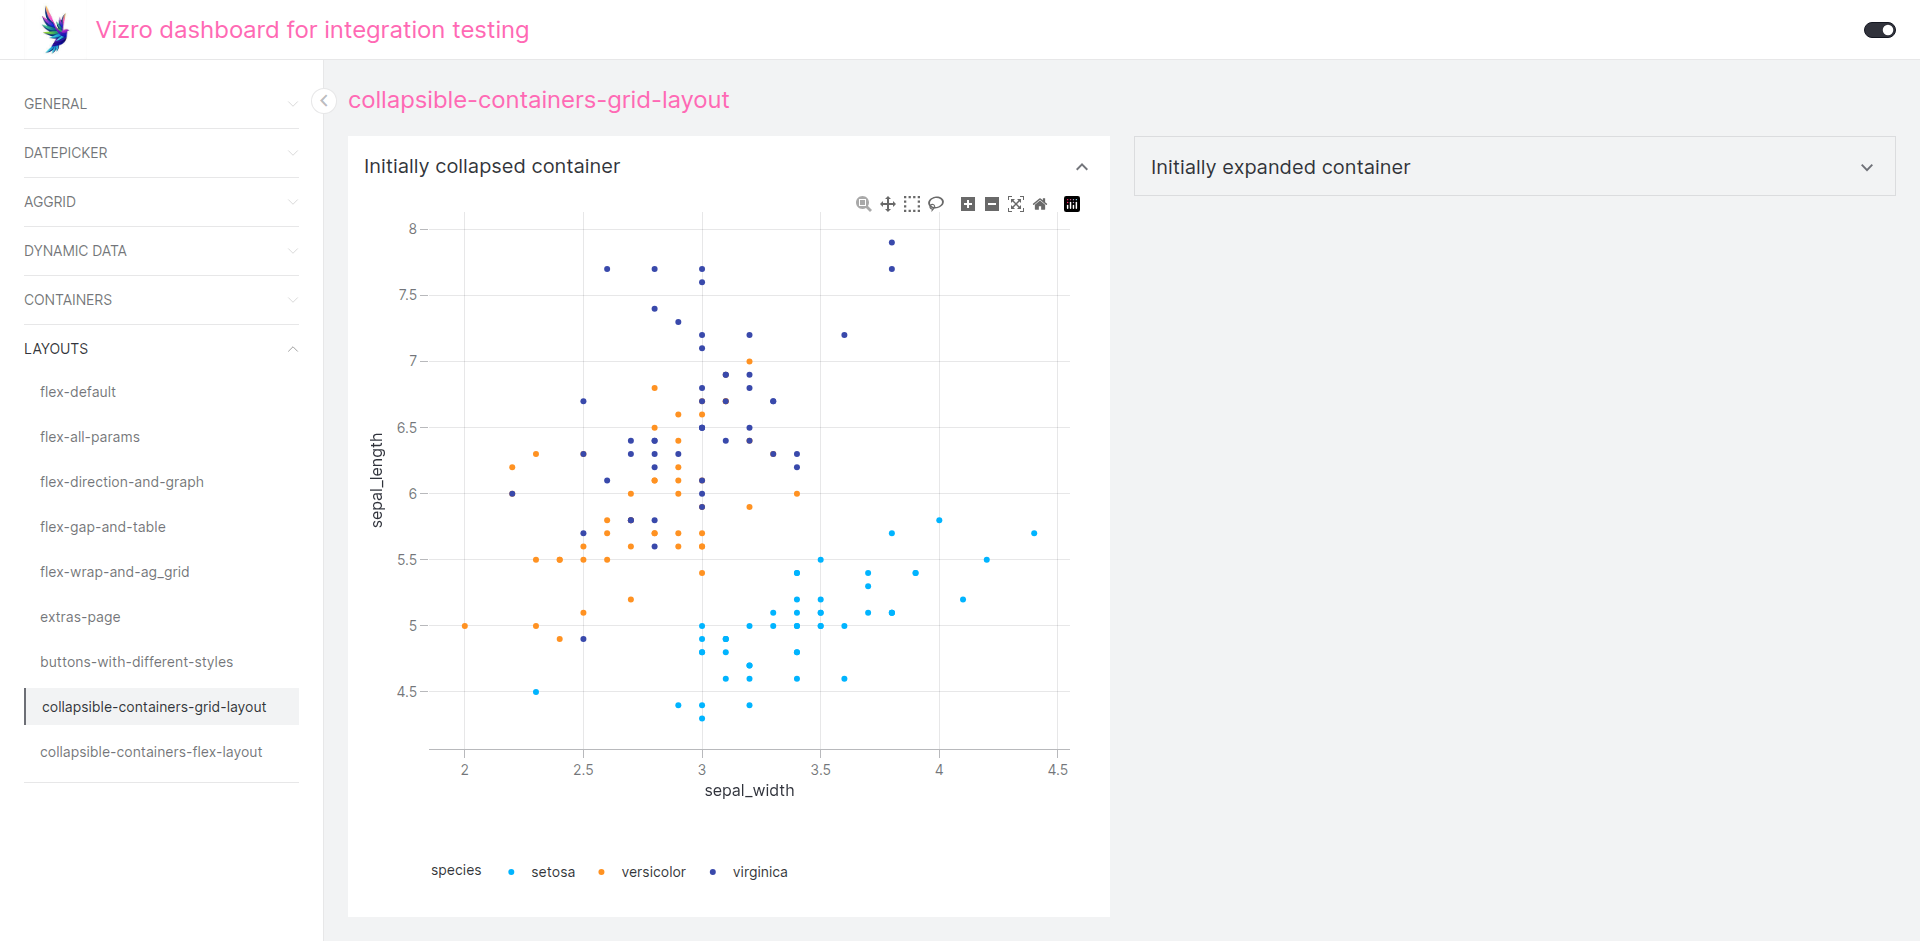 Vizro dashboard for integration testing
GENERAL
DATEPICKER
AGGRID
DYNAMIC DATA
CONTAINERS
LAYOUTS
flex-default
flex-all-params
flex-direction-and-graph
flex-gap-and-table
flex-wrap-and-ag_grid
extras-page
buttons-with-different-styles
collapsible-containers-grid-layout
collapsible-containers-flex-layout
collapsible-containers-grid-layout
Initially collapsed container
8
7.5
7
6.5
6
5.5
5
4.5
sepal_length
2 2.5 3 3.5 4 4.5
sepal_width
species setosa versicolor virginica
Initially expanded container